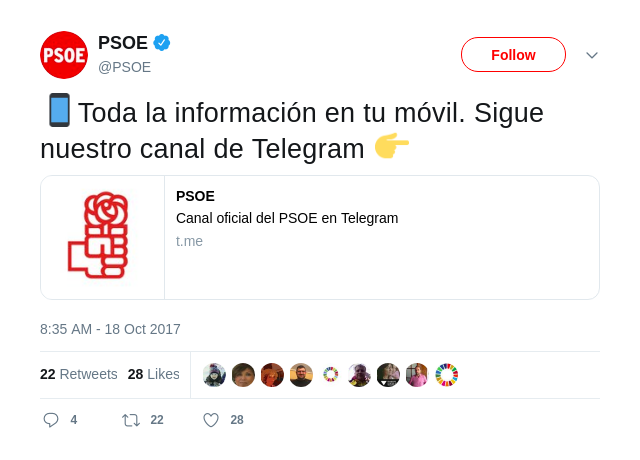 PSOE
PSOE
@PSOE
Follow
Toda la información en tu móvil. Sigue
nuestro canal de Telegram
PSOE
Canal oficial del PSOE en Telegram
t.me
8:35 AM - 18 Oct 2017
22 Retweets 28 Likes
4 22 28